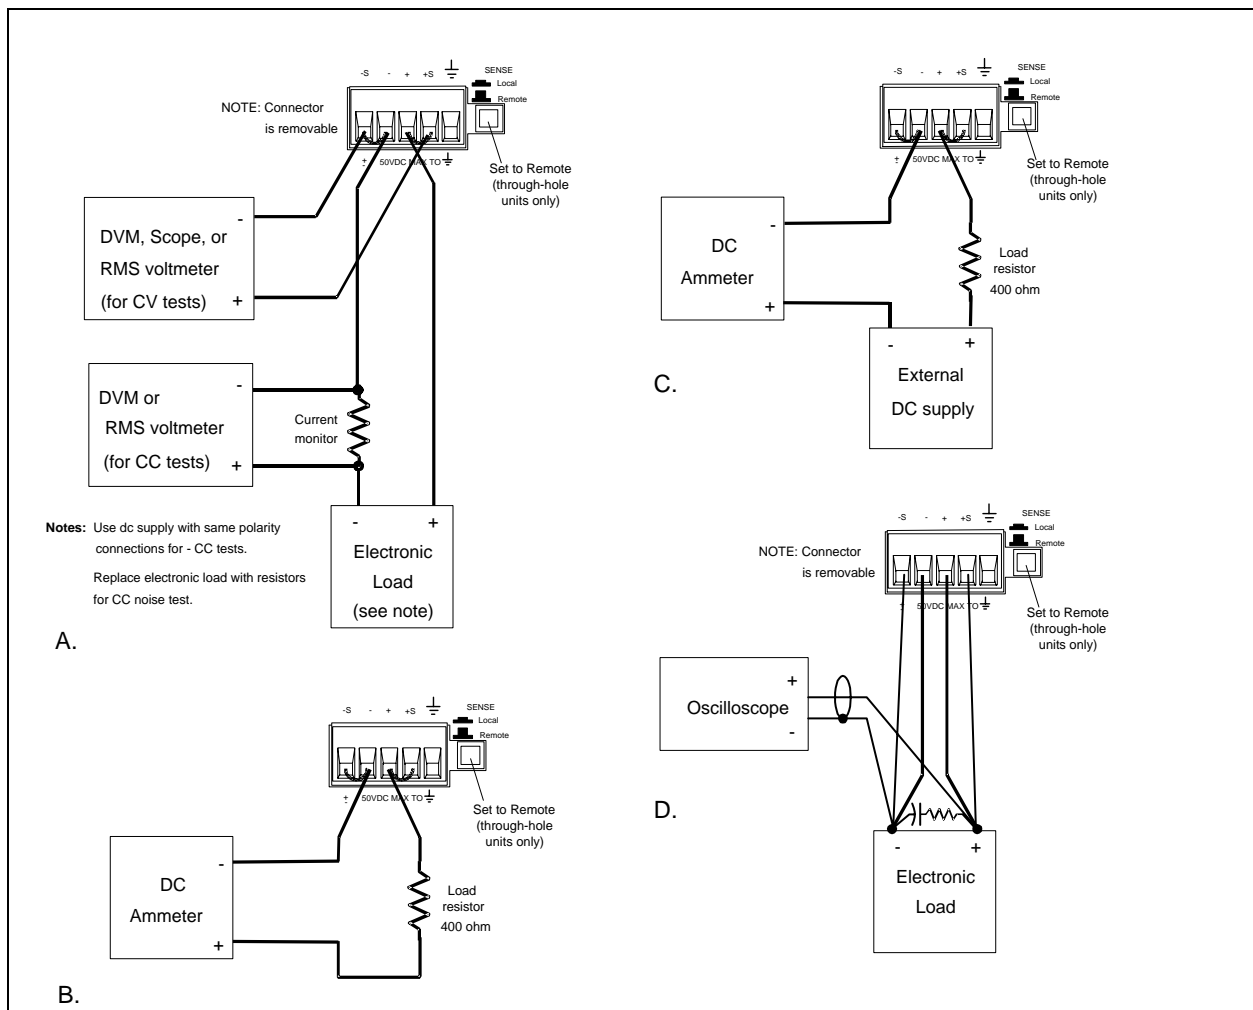 -S - + +S
SENSE
Local
Remote
NOTE: Connector
is removable
+
-
50VDC MAX TO
Set to Remote
(through-hole
units only)
-
DVM, Scope, or
RMS voltmeter
(for CV tests) +
-
DVM or
RMS voltmeter
(for CC tests) +
Current
monitor
Notes: Use dc supply with same polarity
connections for - CC tests.
Replace electronic load with resistors
for CC noise test.
- +
Electronic
Load
(see note)
A.
-S - + +S
SENSE
Local
Remote
+
-
50VDC MAX TO
Set to Remote
(through-hole
units only)
-
DC
Ammeter
+
Load
resistor
400 ohm
B.
-S - + +S
SENSE
Local
Remote
+
-
50VDC MAX TO
Set to Remote
(through-hole
units only)
-
DC
Ammeter
+
Load
resistor
400 ohm
- +
External
DC supply
C.
-S - + +S
SENSE
Local
Remote
NOTE: Connector
is removable
+
-
50VDC MAX TO
Set to Remote
(through-hole
units only)
+
Oscilloscope
-
- +
Electronic
Load
D.